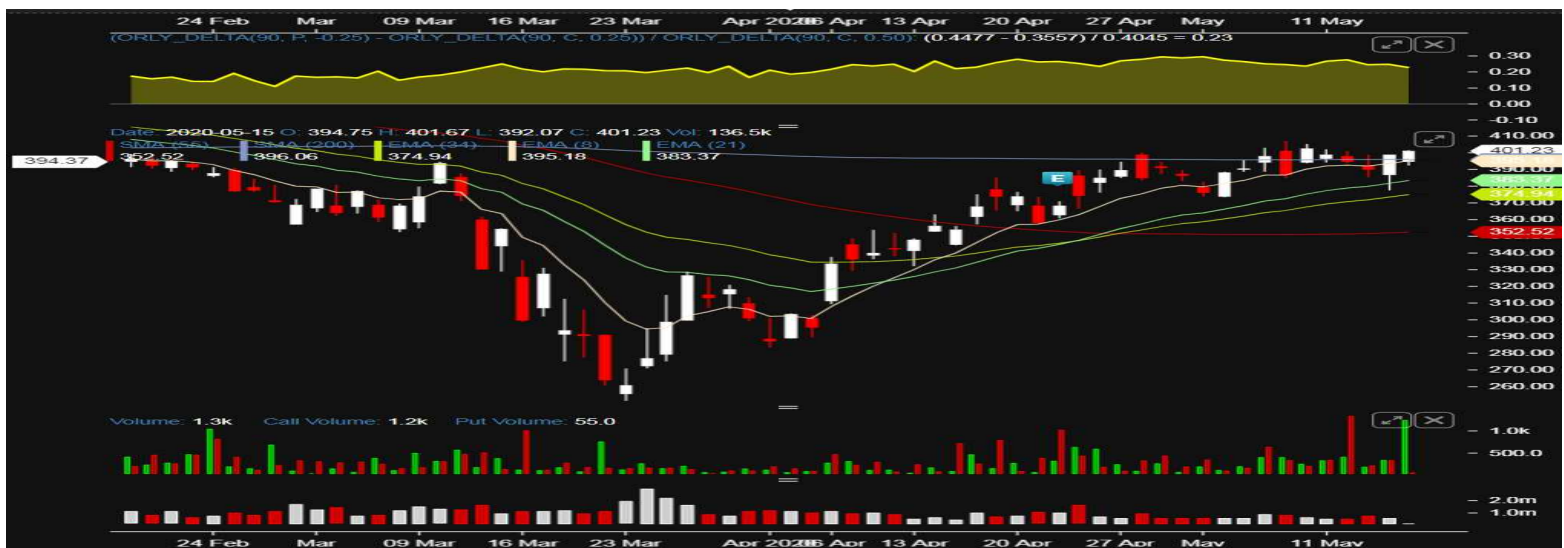 24 Feb Mar 09 Mar 16 Mar 23 Mar Apr 2020 06 Apr 13 Apr 20 Apr 27 Apr May 11 May
(ORLY_DELTA(90, P, -0.25) - ORLY_DELTA(90, C, 0.25)) / ORLY_DELTA(90, C, 0.50): (0.4477 - 0.3557) / 0.4045 = 0.23
0.30
0.20
0.10
0.00
-0.10
Date: 2020-05-15 O: 394.75 H: 401.67 L: 392.07 C: 401.23 Vol: 136.5k
410.00
SMA (55) SMA (200) EMA (34) EMA (8) EMA (21)
352.52 396.06 374.94 395.18 383.37
394.37
401.23
390.00
383.37
374.94
370.00
360.00
352.52
340.00
330.00
320.00
310.00
300.00
290.00
280.00
270.00
260.00
E
Volume: 1.3k Call Volume: 1.2k Put Volume: 55.0
1.0k
500.0
2.0m
1.0m
24 Feb Mar 09 Mar 16 Mar 23 Mar Apr 2020 06 Apr 13 Apr 20 Apr 27 Apr May 11 May